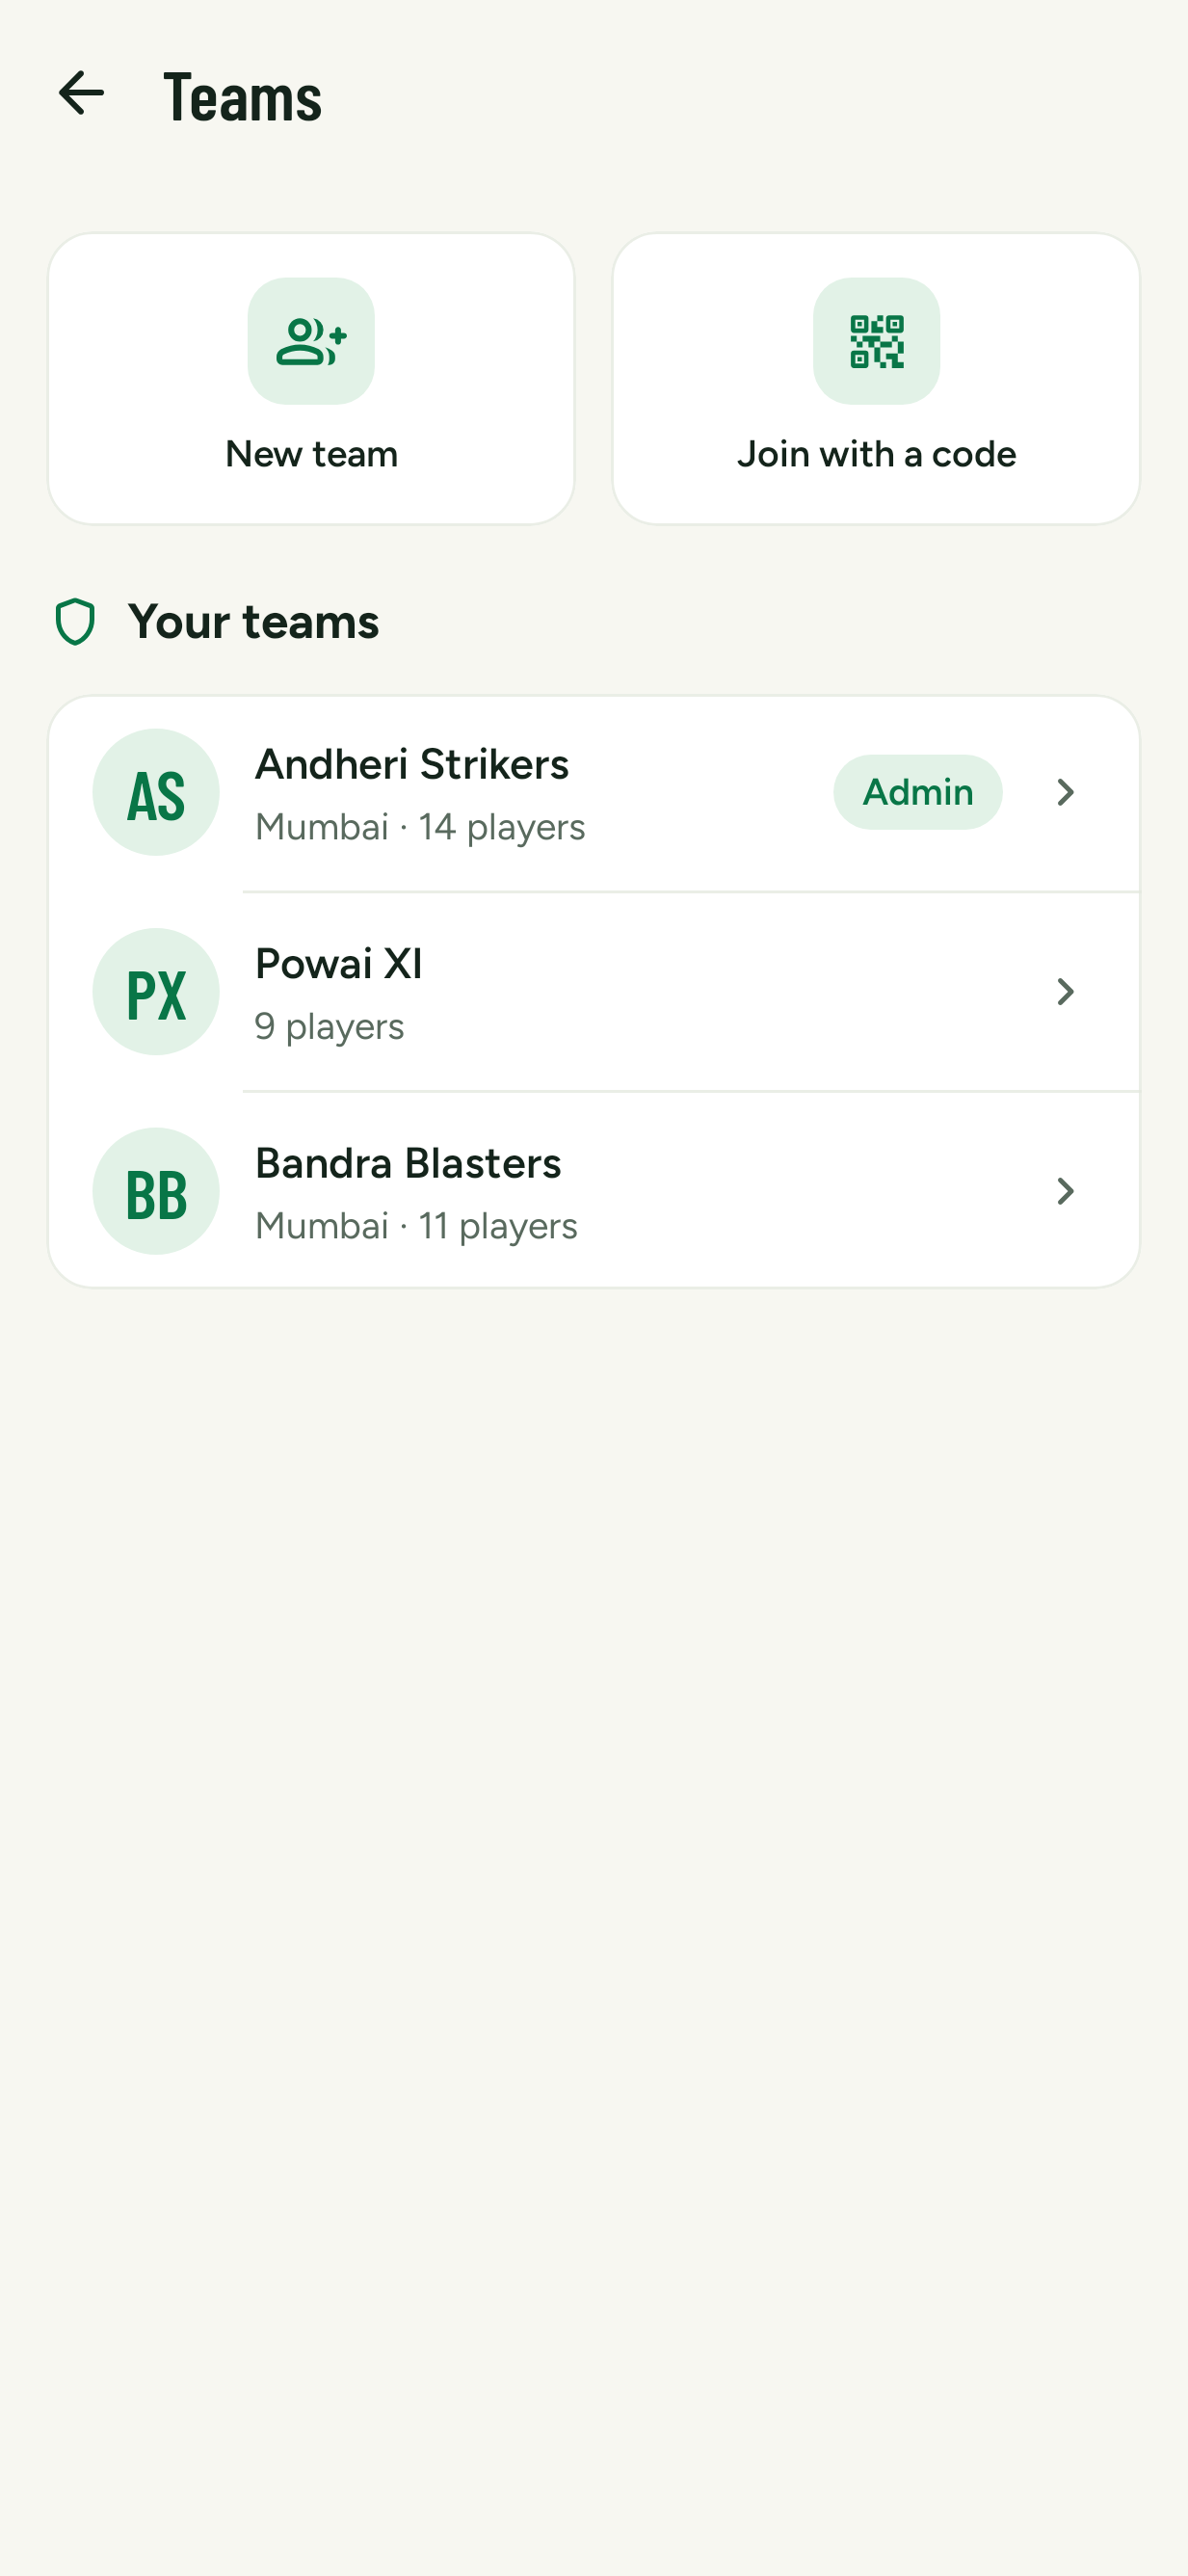 Teams
New team
Join with a code
Your teams
AS
Andheri Strikers
Mumbai · 14 players
Admin
PX
Powai XI
9 players
BB
Bandra Blasters
Mumbai · 11 players